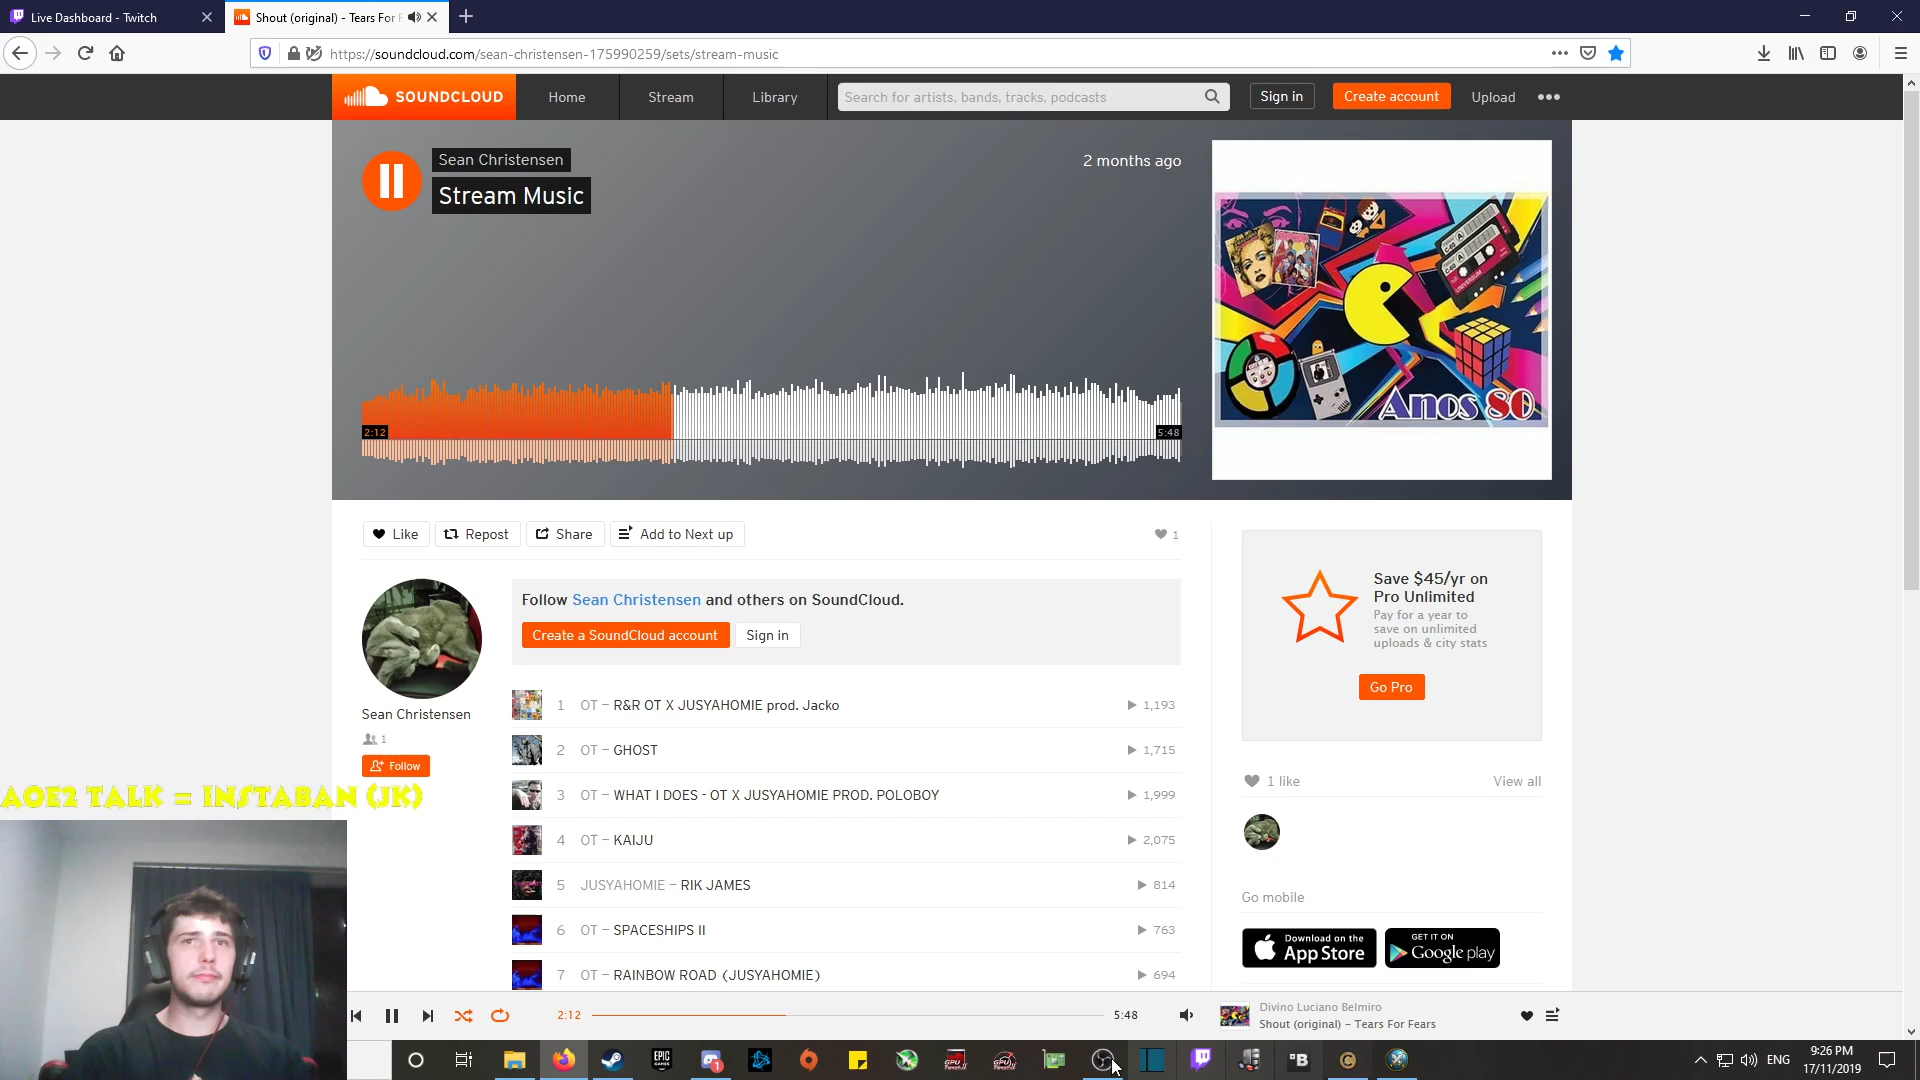 Live Dashboard - Twitch
Shout (original) - Tears For F
https://soundcloud.com/sean-christensen-175990259/sets/stream-music
SOUNDCLOUD
Home
Stream
Library
Search for artists, bands, tracks, podcasts
Sign in
Create account
Upload
Sean Christensen
Stream Music
2 months ago
2:12
5:48
Anos 80
Like
Repost
Share
Add to Next up
1
Follow Sean Christensen and others on SoundCloud.
Create a SoundCloud account
Sign in
Sean Christensen
1
Follow
1 OT – R&R OT X JUSYAHOMIE prod. Jacko 1,193
2 OT – GHOST 1,715
3 OT – WHAT I DOES - OT X JUSYAHOMIE PROD. POLOBOY 1,999
4 OT – KAIJU 2,075
5 JUSYAHOMIE – RIK JAMES 814
6 OT – SPACESHIPS II 763
7 OT – RAINBOW ROAD (JUSYAHOMIE) 694
Save $45/yr on
Pro Unlimited
Pay for a year to
save on unlimited
uploads & city stats
Go Pro
1 like
View all
Go mobile
Download on the
App Store
GET IT ON
Google play
AOE2 TALK = INSTABAN (JK)
2:12
5:48
Divino Luciano Belmiro
Shout (original) – Tears For Fears
EPIC
GAMES
1
GPU
GPU
B
ENG
9:26 PM
17/11/2019